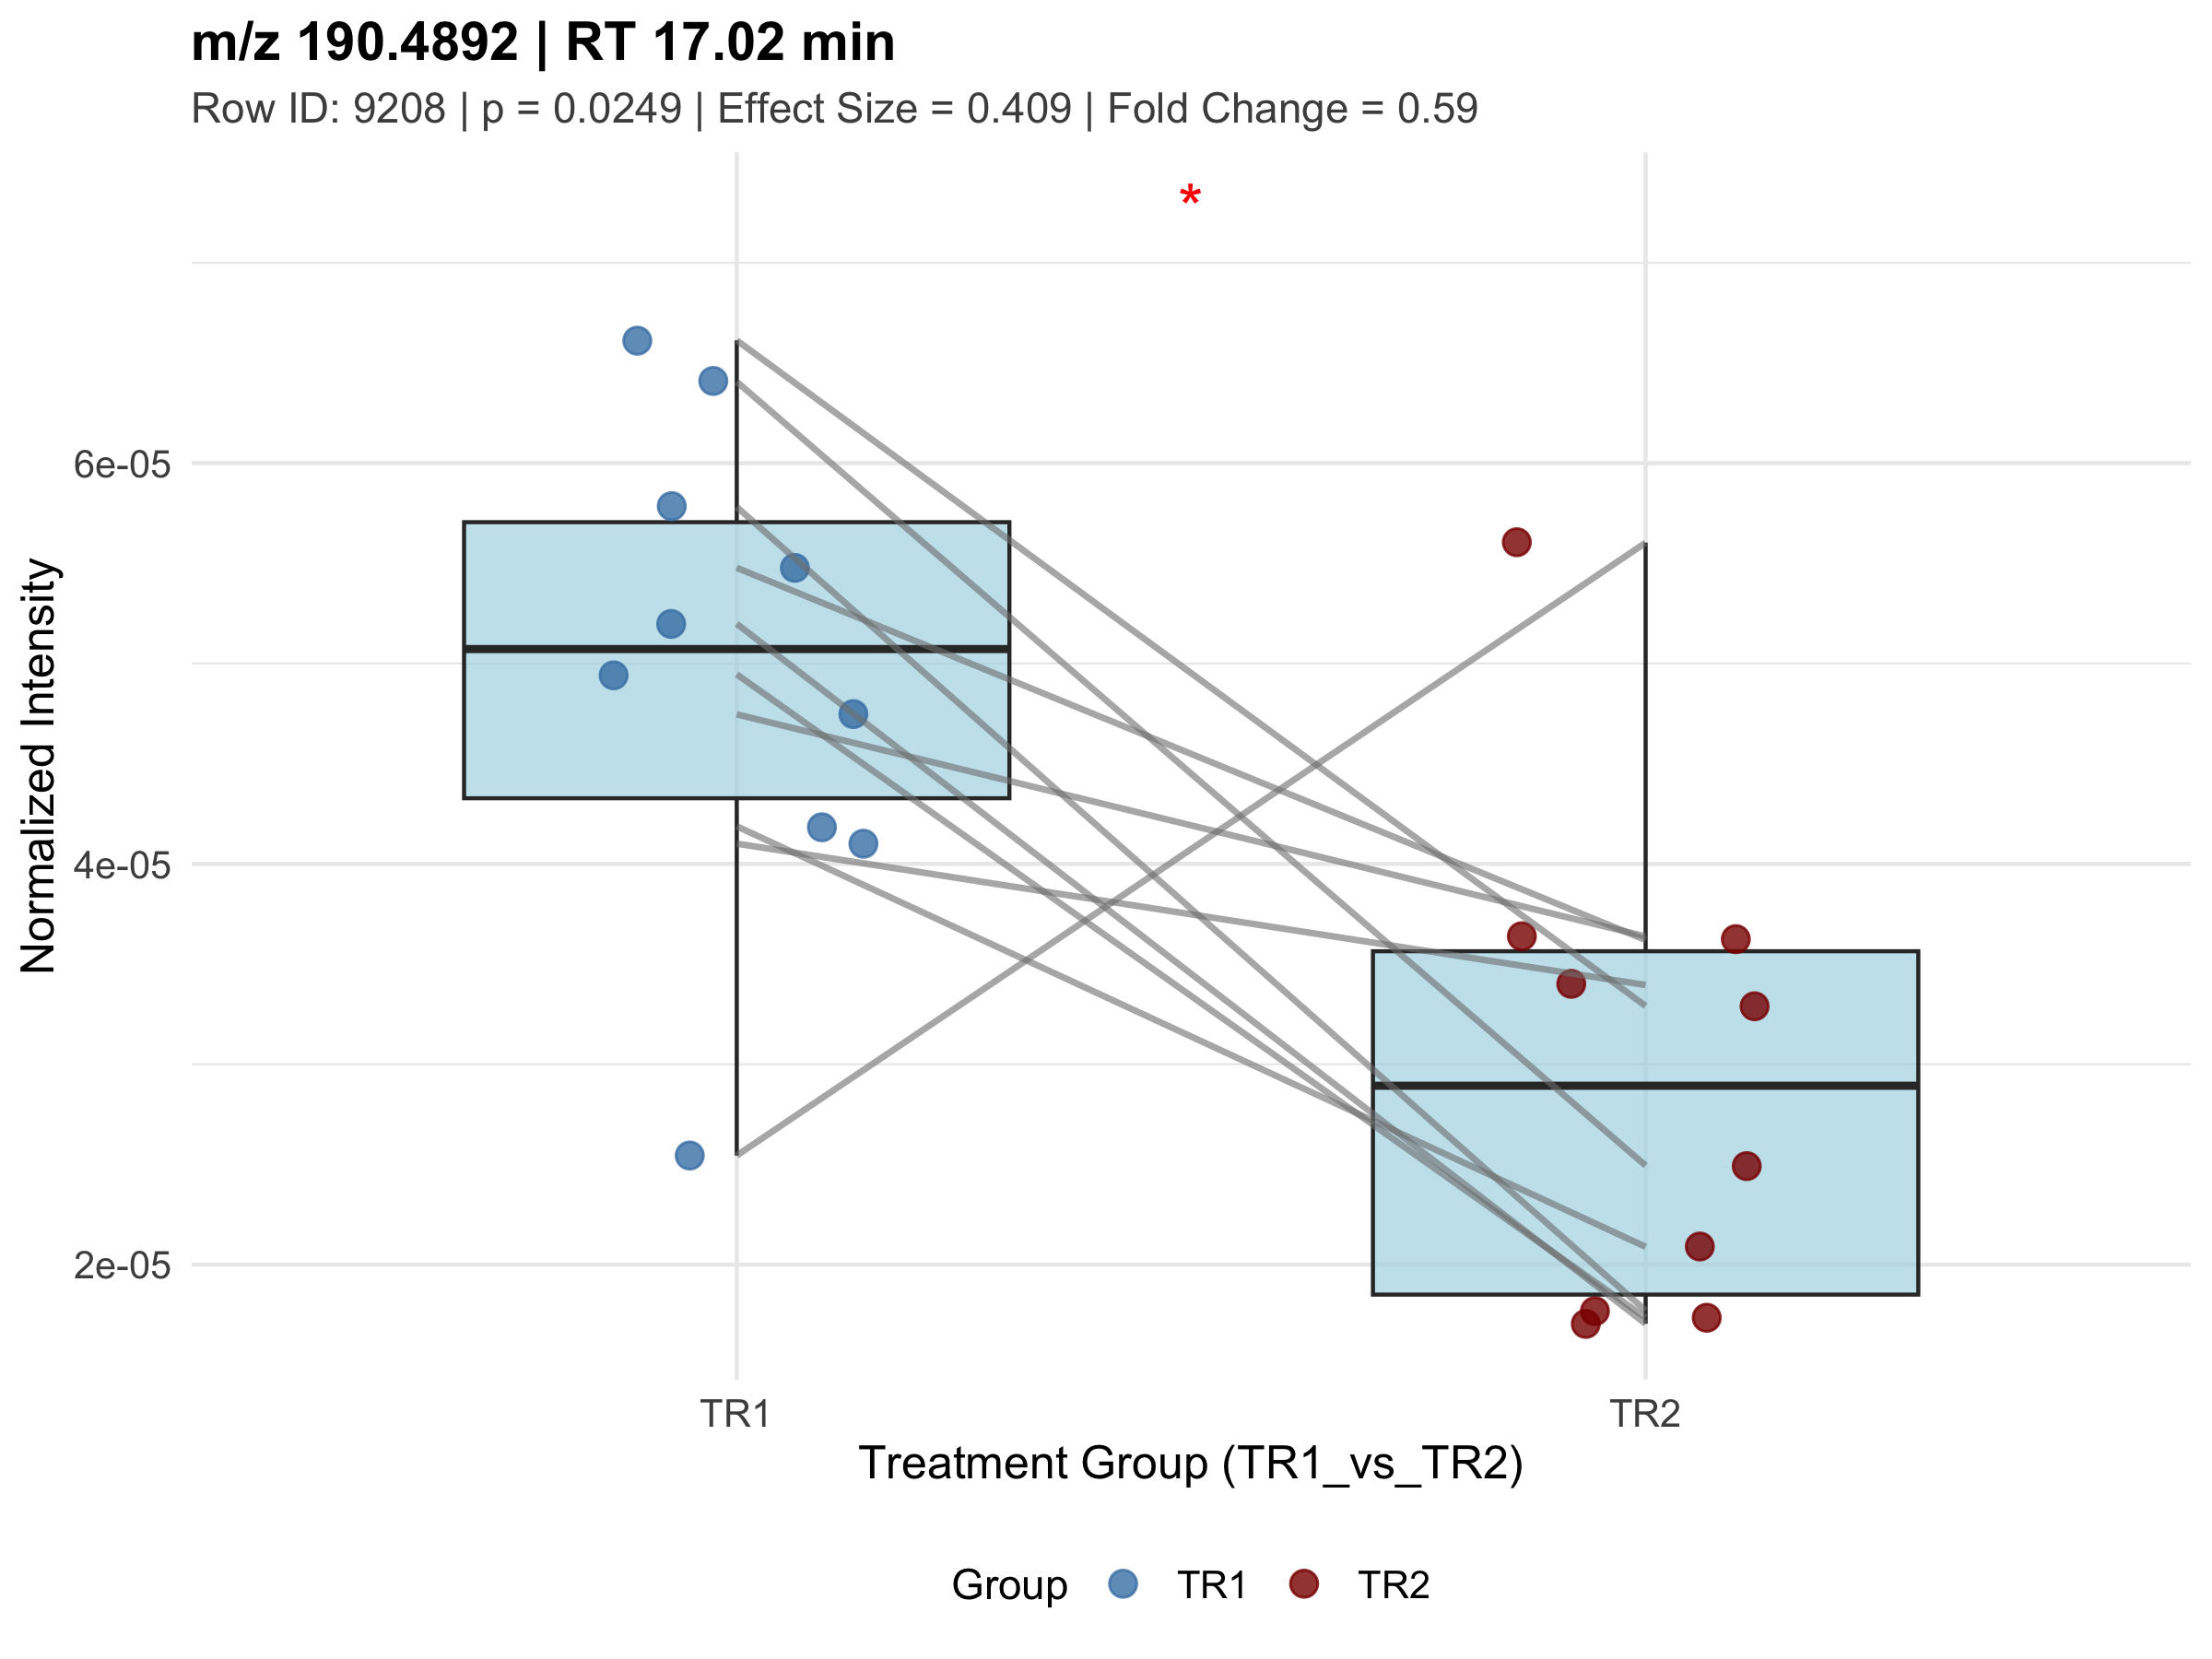 m/z 190.4892 | RT 17.02 min
Row ID: 9208 | p = 0.0249 | Effect Size = 0.409 | Fold Change = 0.59
*
Normalized Intensity
6e-05
4e-05
2e-05
TR1 TR2
Treatment Group (TR1_vs_TR2)
Group TR1 TR2